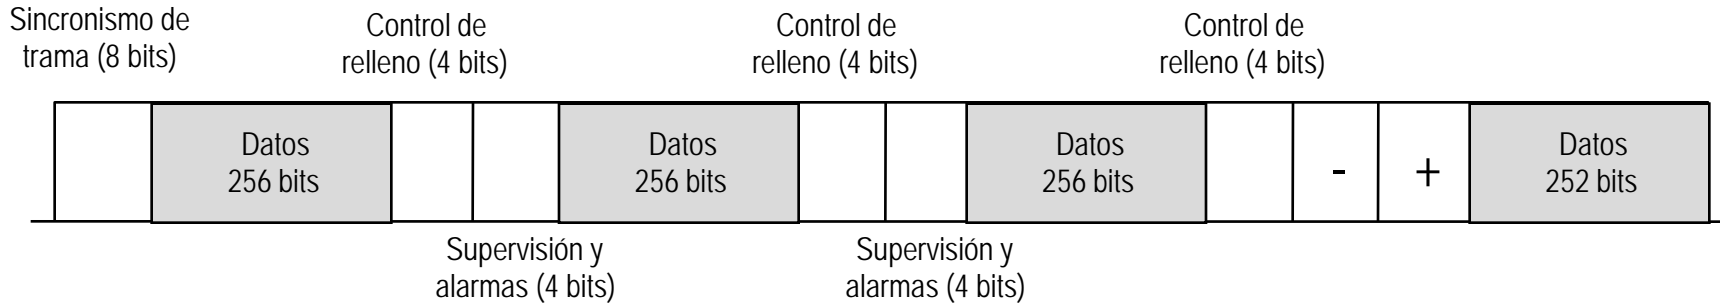 Sincronismo de
trama (8 bits)
Control de
relleno (4 bits)
Control de
relleno (4 bits)
Control de
relleno (4 bits)
Datos
256 bits
Datos
256 bits
Datos
256 bits
-
+
Datos
252 bits
Supervisión y
alarmas (4 bits)
Supervisión y
alarmas (4 bits)